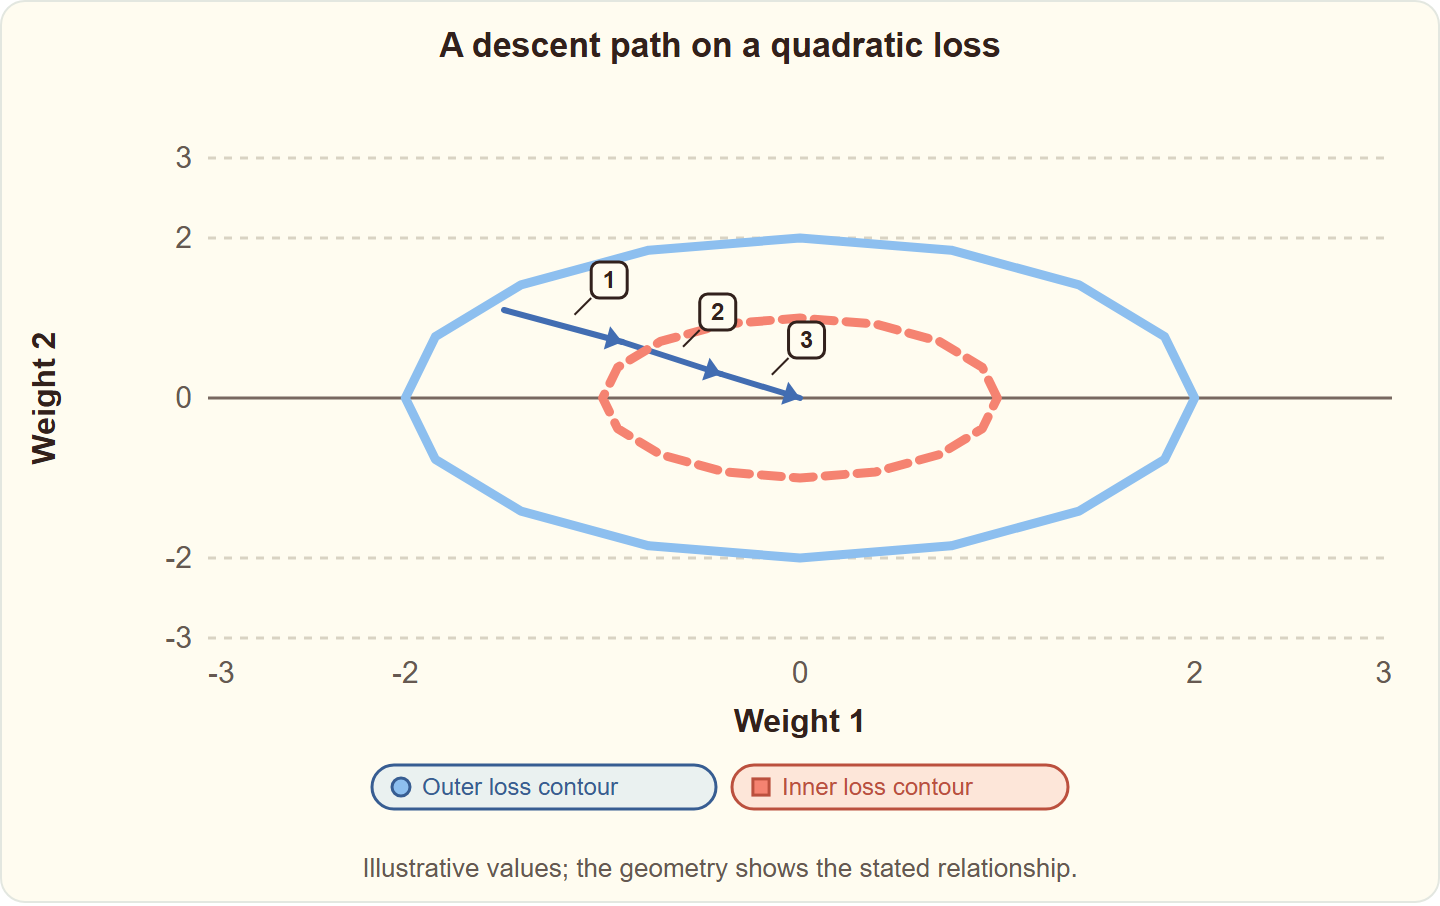 A descent path on a quadratic loss
3
2
0
-2
-3
Weight 2
1
2
3
-3 -2 0 2 3
Weight 1
Outer loss contour Inner loss contour
Illustrative values; the geometry shows the stated relationship.